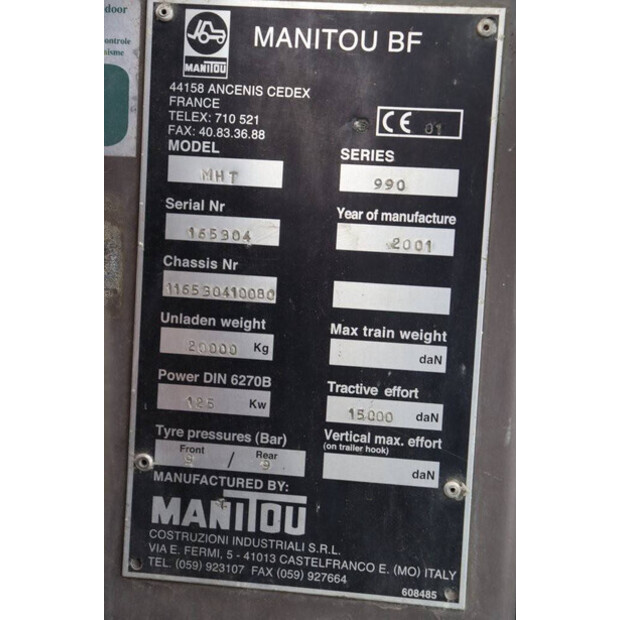 door
controle
MANITOU
MANITOU BF
44158 ANCENIS CEDEX
FRANCE
TELEX: 710 521
FAX: 40.83.36.88
CE 01
MODEL
MHT
SERIES
990
Serial Nr
165304
Year of manufacture
2001
Chassis Nr
116530410080
Unladen weight
20000 Kg
Max train weight
daN
Power DIN 6270B
125 Kw
Tractive effort
15000 daN
Tyre pressures (Bar)
Front / Rear
9 / 9
Vertical max. effort
(on trailer hook)
daN
MANUFACTURED BY:
MANITOU
COSTRUZIONI INDUSTRIALI S.R.L.
VIA E. FERMI, 5 - 41013 CASTELFRANCO E. (MO) ITALY
TEL. (059) 923107 FAX (059) 927664
608485